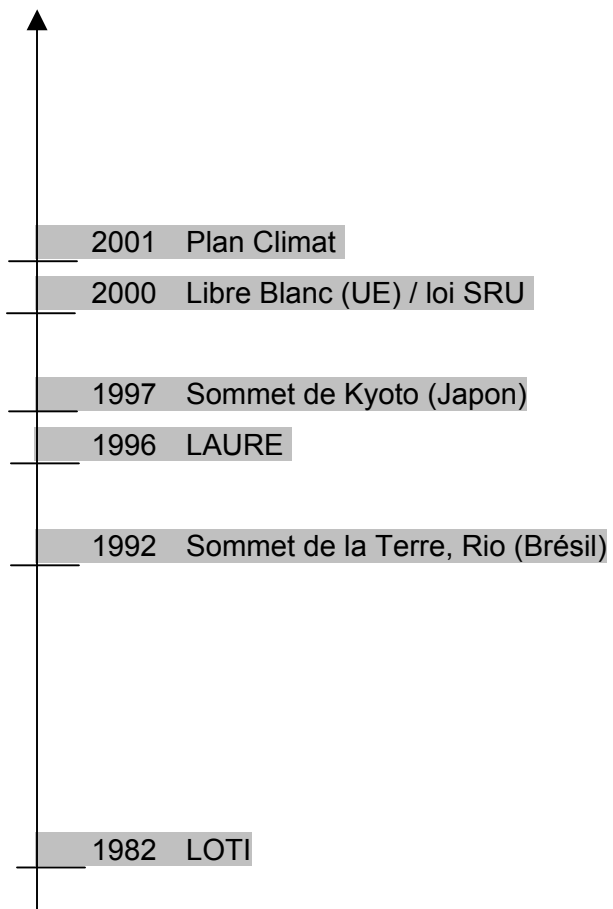 2001 Plan Climat
2000 Libre Blanc (UE) / loi SRU
1997 Sommet de Kyoto (Japon)
1996 LAURE
1992 Sommet de la Terre, Rio (Brésil)
1982 LOTI